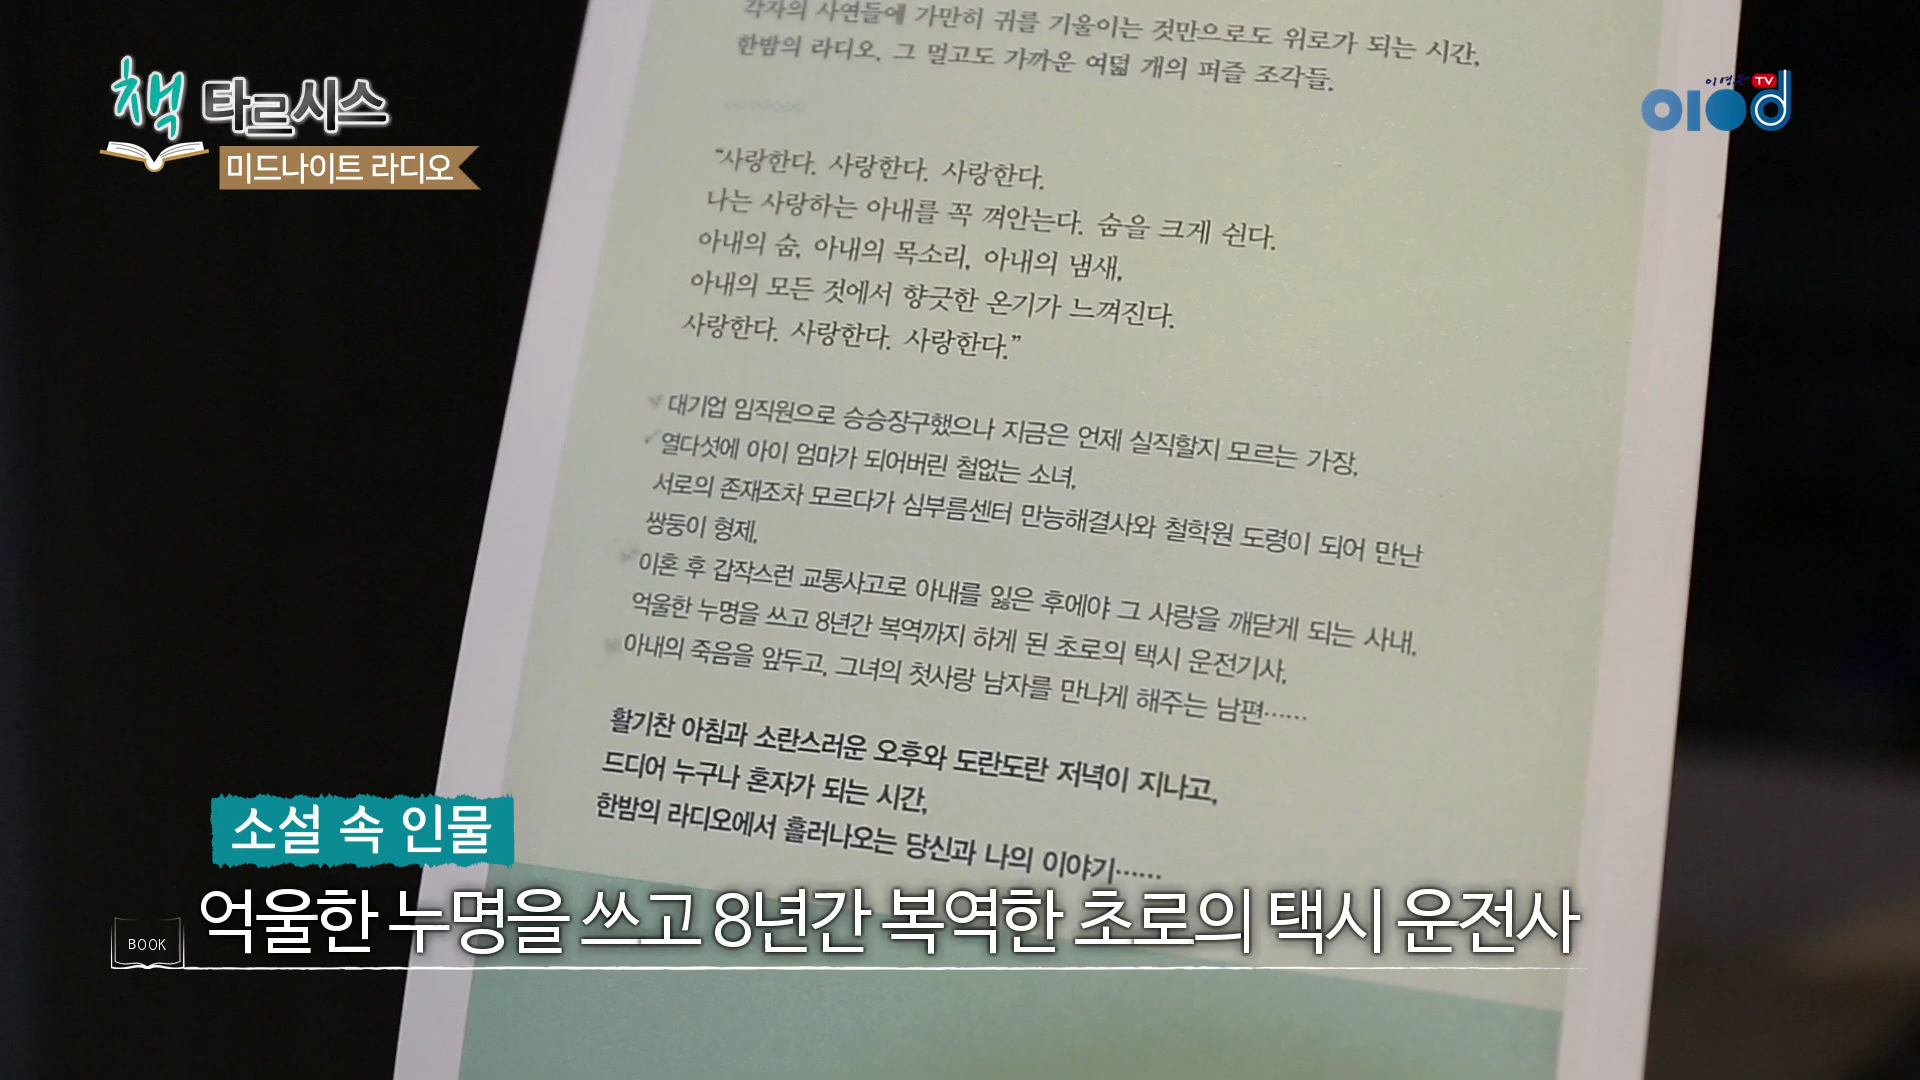 책 타르시스
미드나이트 라디오
이영돈 TV
각자의 사연들에 가만히 귀를 기울이는 것만으로도 위로가 되는 시간,
한밤의 라디오, 그 멀고도 가까운 여덟 개의 퍼즐 조각들.
“사랑한다. 사랑한다. 사랑한다.
나는 사랑하는 아내를 꼭 껴안는다. 숨을 크게 쉰다.
아내의 숨, 아내의 목소리, 아내의 냄새,
아내의 모든 것에서 향긋한 온기가 느껴진다.
사랑한다. 사랑한다. 사랑한다.”
대기업 임직원으로 승승장구했으나 지금은 언제 실직할지 모르는 가장,
열다섯에 아이 엄마가 되어버린 철없는 소녀,
서로의 존재조차 모르다가 심부름센터 만능해결사와 철학원 도령이 되어 만난
쌍둥이 형제,
이혼 후 갑작스런 교통사고로 아내를 잃은 후에야 그 사랑을 깨닫게 되는 사내,
억울한 누명을 쓰고 8년간 복역까지 하게 된 초로의 택시 운전기사,
아내의 죽음을 앞두고, 그녀의 첫사랑 남자를 만나게 해주는 남편……
활기찬 아침과 소란스러운 오후와 도란도란 저녁이 지나고,
드디어 누구나 혼자가 되는 시간,
한밤의 라디오에서 흘러나오는 당신과 나의 이야기……
소설 속 인물
BOOK
억울한 누명을 쓰고 8년간 복역한 초로의 택시 운전사